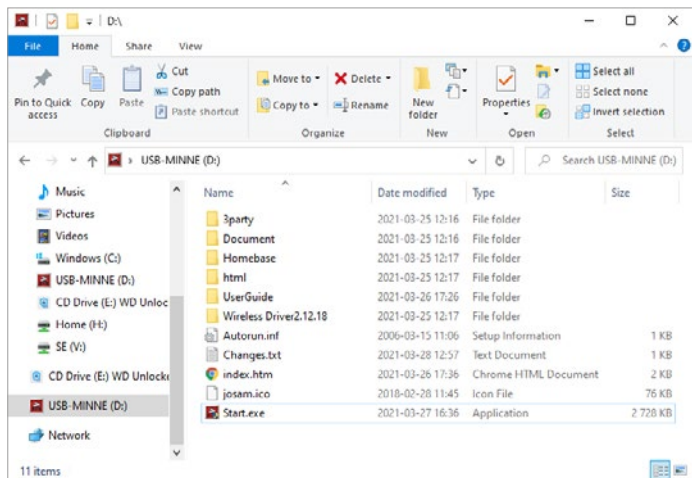 D:\
File Home Share View
Pin to Quick access
Copy
Paste
Cut
Copy path
Paste shortcut
Clipboard
Move to
Copy to
Delete
Rename
Organize
New folder
New
Properties
Open
Select all
Select none
Invert selection
Select
USB-MINNE (D:)
Search USB-MINNE (D:)
Music
Pictures
Videos
Windows (C:)
USB-MINNE (D:)
CD Drive (E:) WD Unloc
Home (H:)
SE (V:)
CD Drive (E:) WD Unlocke
USB-MINNE (D:)
Network
Name Date modified Type Size
3party 2021-03-25 12:16 File folder
Document 2021-03-25 12:16 File folder
Homebase 2021-03-25 12:17 File folder
html 2021-03-25 12:17 File folder
UserGuide 2021-03-26 17:26 File folder
Wireless Driver2.12.18 2021-03-25 12:17 File folder
Autorun.inf 2006-03-15 11:06 Setup Information 1 KB
Changes.txt 2021-03-28 12:57 Text Document 1 KB
index.htm 2021-03-26 17:36 Chrome HTML Document 2 KB
josam.ico 2018-02-28 11:45 Icon File 76 KB
Start.exe 2021-03-27 16:36 Application 2 728 KB
11 items